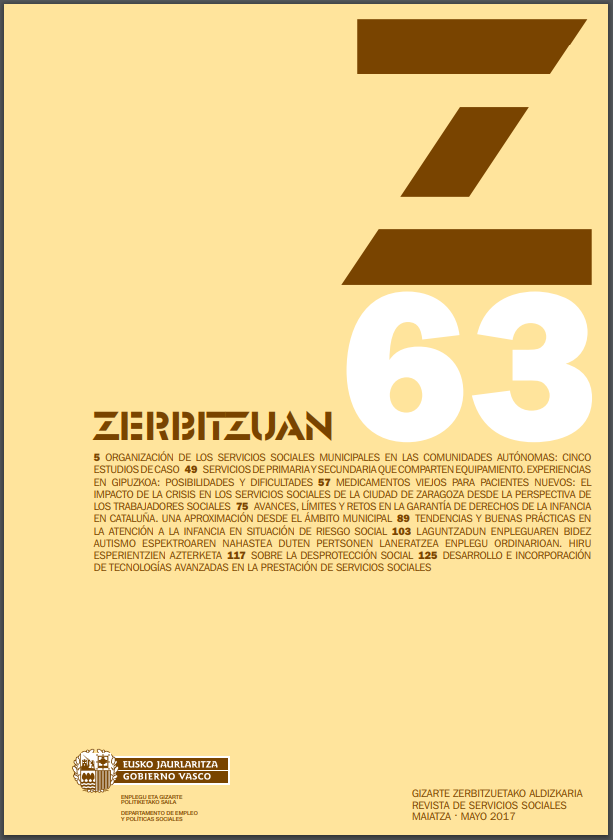 Z
63
ZERBITZUAN
5 ORGANIZACIÓN DE LOS SERVICIOS SOCIALES MUNICIPALES EN LAS COMUNIDADES AUTÓNOMAS: CINCO
ESTUDIOS DE CASO 49 SERVICIOS DE PRIMARIA Y SECUNDARIA QUE COMPARTEN EQUIPAMIENTO. EXPERIENCIAS
EN GIPUZKOA: POSIBILIDADES Y DIFICULTADES 57 MEDICAMENTOS VIEJOS PARA PACIENTES NUEVOS: EL
IMPACTO DE LA CRISIS EN LOS SERVICIOS SOCIALES DE LA CIUDAD DE ZARAGOZA DESDE LA PERSPECTIVA DE
LOS TRABAJADORES SOCIALES 75 AVANCES, LÍMITES Y RETOS EN LA GARANTÍA DE DERECHOS DE LA INFANCIA
EN CATALUÑA. UNA APROXIMACIÓN DESDE EL ÁMBITO MUNICIPAL 89 TENDENCIAS Y BUENAS PRÁCTICAS EN
LA ATENCIÓN A LA INFANCIA EN SITUACIÓN DE RIESGO SOCIAL 103 LAGUNTZADUN ENPLEGUAREN BIDEZ
AUTISMO ESPEKTROAREN NAHASTEA DUTEN PERTSONEN LANERATZEA ENPLEGU ORDINARIOAN. HIRU
ESPERIENTZIEN AZTERKETA 117 SOBRE LA DESPROTECCIÓN SOCIAL 125 DESARROLLO E INCORPORACIÓN
DE TECNOLOGÍAS AVANZADAS EN LA PRESTACIÓN DE SERVICIOS SOCIALES
EUSKO JAURLARITZA
GOBIERNO VASCO
ENPLEGU ETA GIZARTE
POLITIKETAKO SAILA
DEPARTAMENTO DE EMPLEO
Y POLÍTICAS SOCIALES
GIZARTE ZERBITZUETAKO ALDIZKARIA
REVISTA DE SERVICIOS SOCIALES
MAIATZA · MAYO 2017